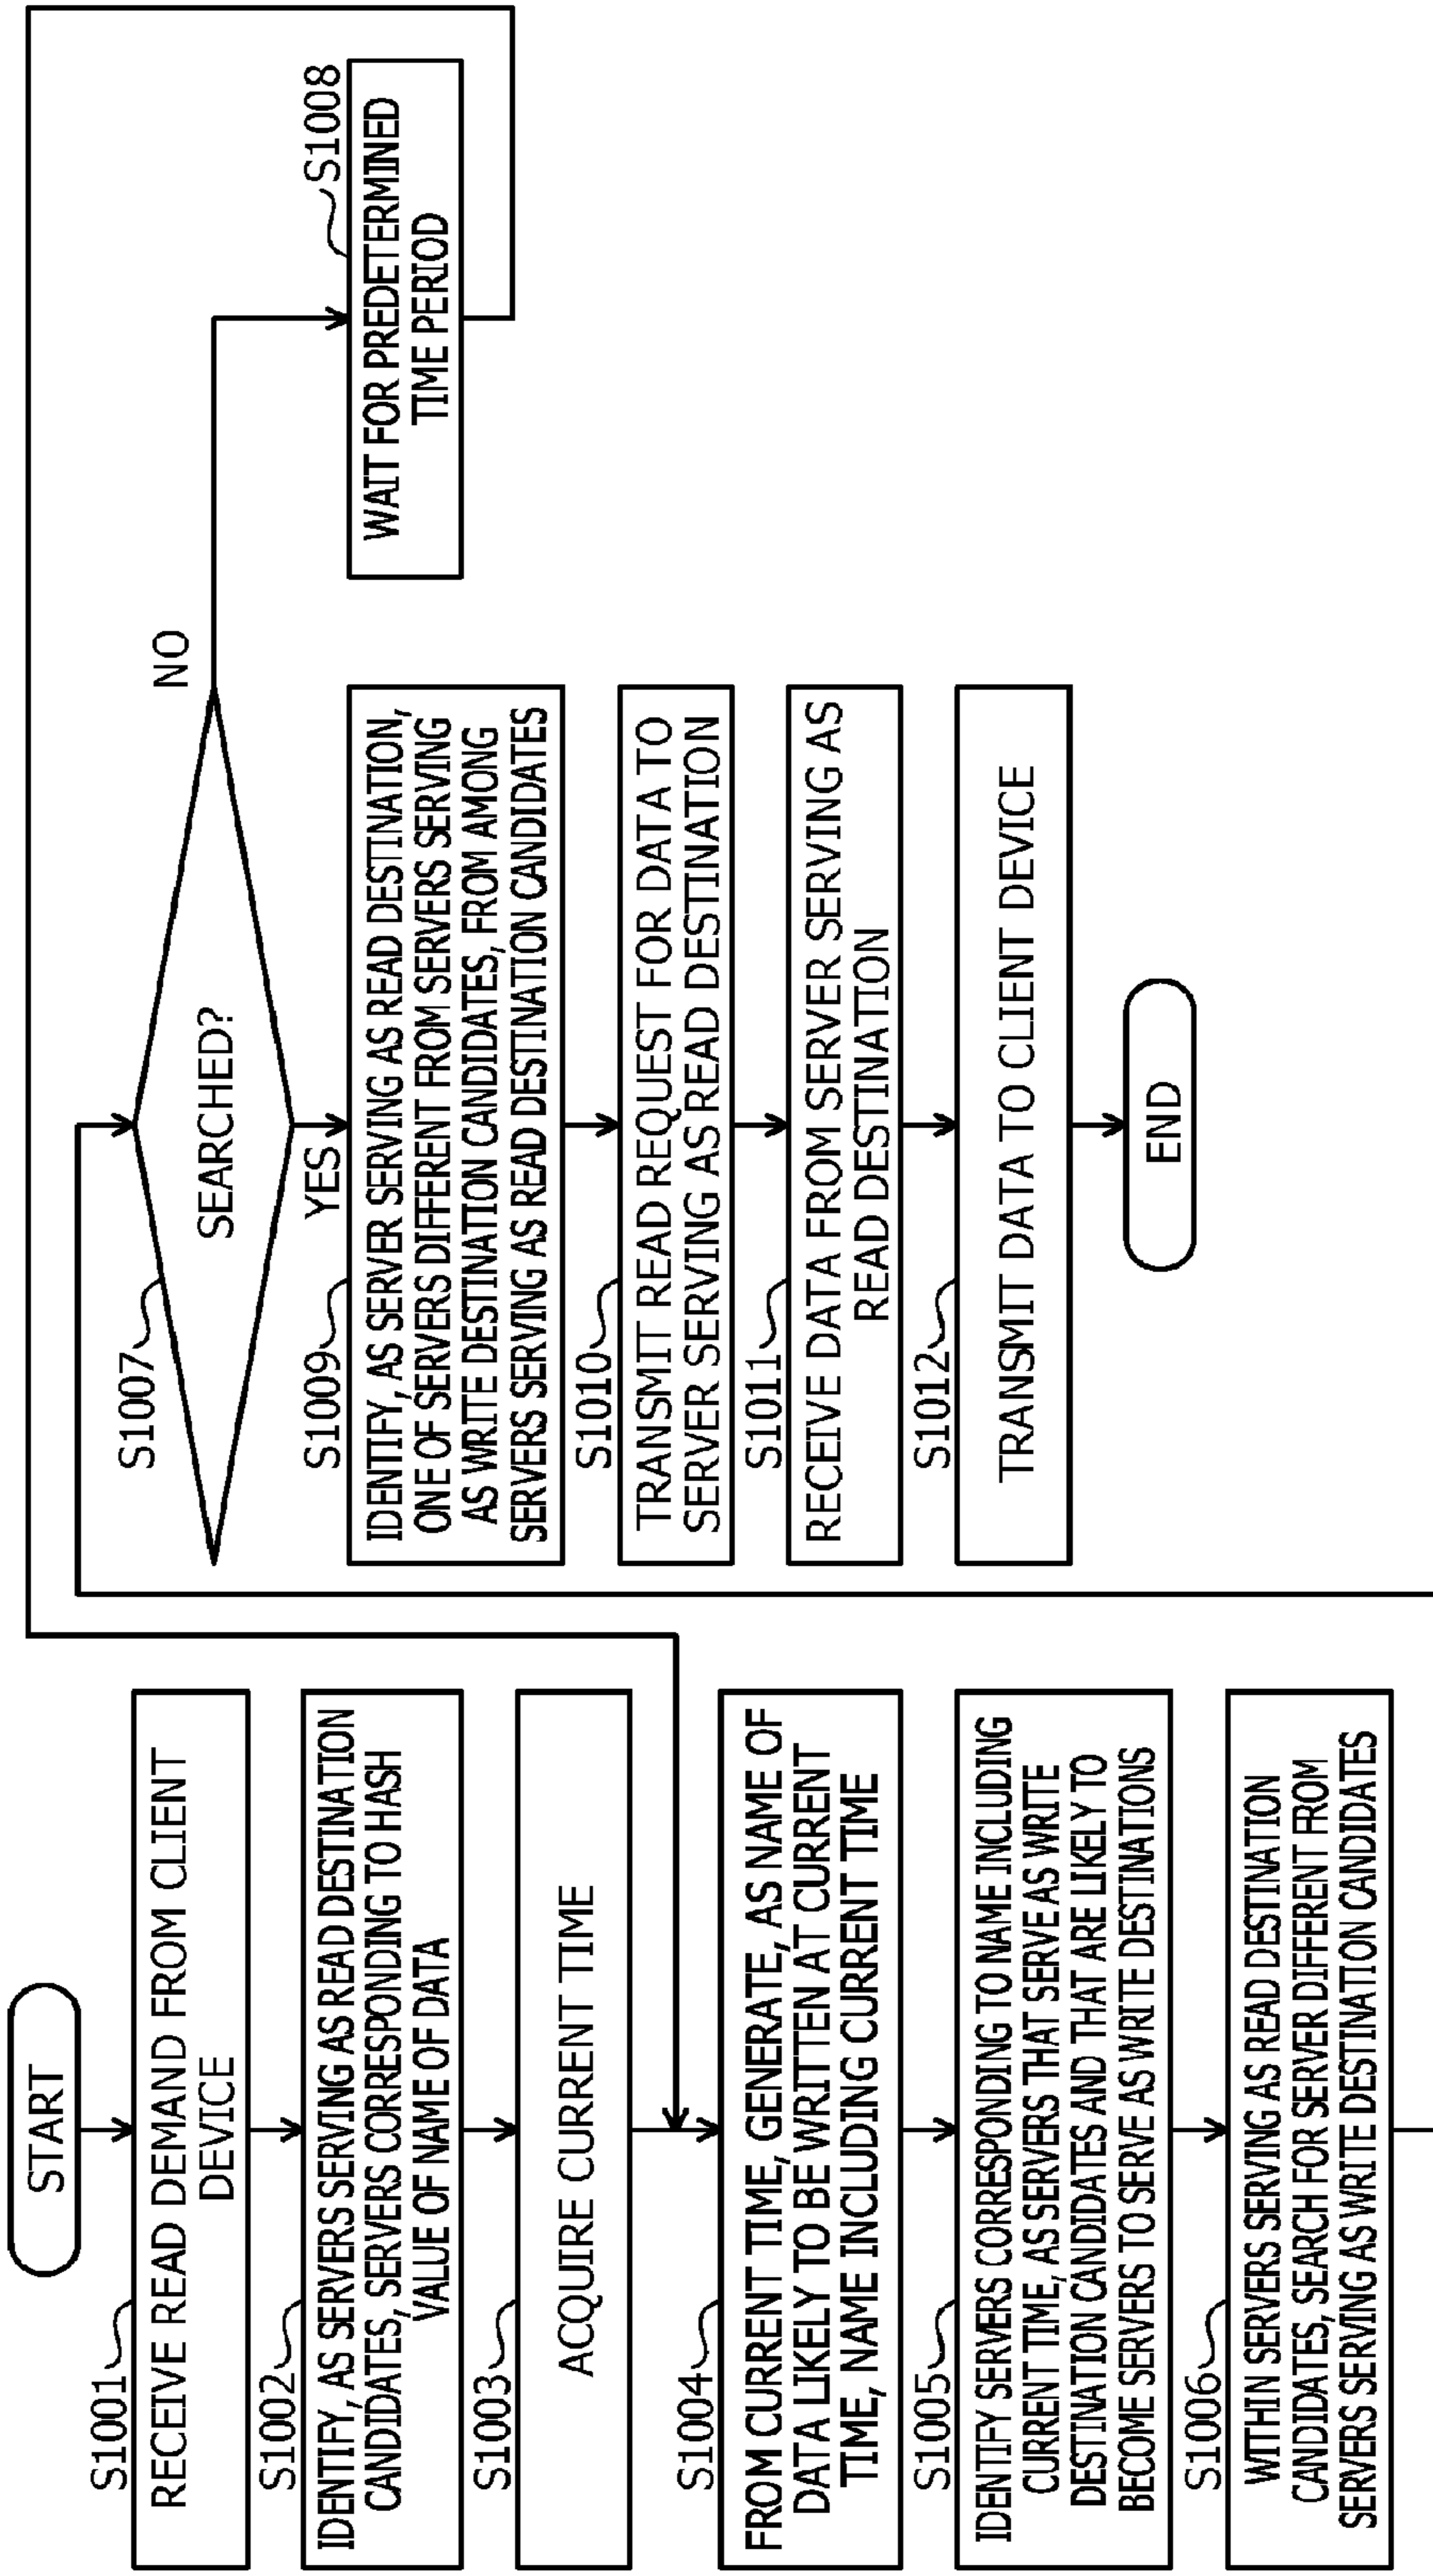 START
S1001
RECEIVE READ DEMAND FROM CLIENT
DEVICE
S1002
IDENTIFY, AS SERVERS SERVING AS READ DESTINATION
CANDIDATES, SERVERS CORRESPONDING TO HASH
VALUE OF NAME OF DATA
S1003
ACQUIRE CURRENT TIME
S1004
FROM CURRENT TIME, GENERATE, AS NAME OF
DATA LIKELY TO BE WRITTEN AT CURRENT
TIME, NAME INCLUDING CURRENT TIME
S1005
IDENTIFY SERVERS CORRESPONDING TO NAME INCLUDING
CURRENT TIME, AS SERVERS THAT SERVE AS WRITE
DESTINATION CANDIDATES AND THAT ARE LIKELY TO
BECOME SERVERS TO SERVE AS WRITE DESTINATIONS
S1006
WITHIN SERVERS SERVING AS READ DESTINATION
CANDIDATES, SEARCH FOR SERVER DIFFERENT FROM
SERVERS SERVING AS WRITE DESTINATION CANDIDATES
S1007
SEARCHED?
NO
YES
S1008
WAIT FOR PREDETERMINED
TIME PERIOD
S1009
IDENTIFY, AS SERVER SERVING AS READ DESTINATION,
ONE OF SERVERS DIFFERENT FROM SERVERS SERVING
AS WRITE DESTINATION CANDIDATES, FROM AMONG
SERVERS SERVING AS READ DESTINATION CANDIDATES
S1010
TRANSMIT READ REQUEST FOR DATA TO
SERVER SERVING AS READ DESTINATION
S1011
RECEIVE DATA FROM SERVER SERVING AS
READ DESTINATION
S1012
TRANSMIT DATA TO CLIENT DEVICE
END